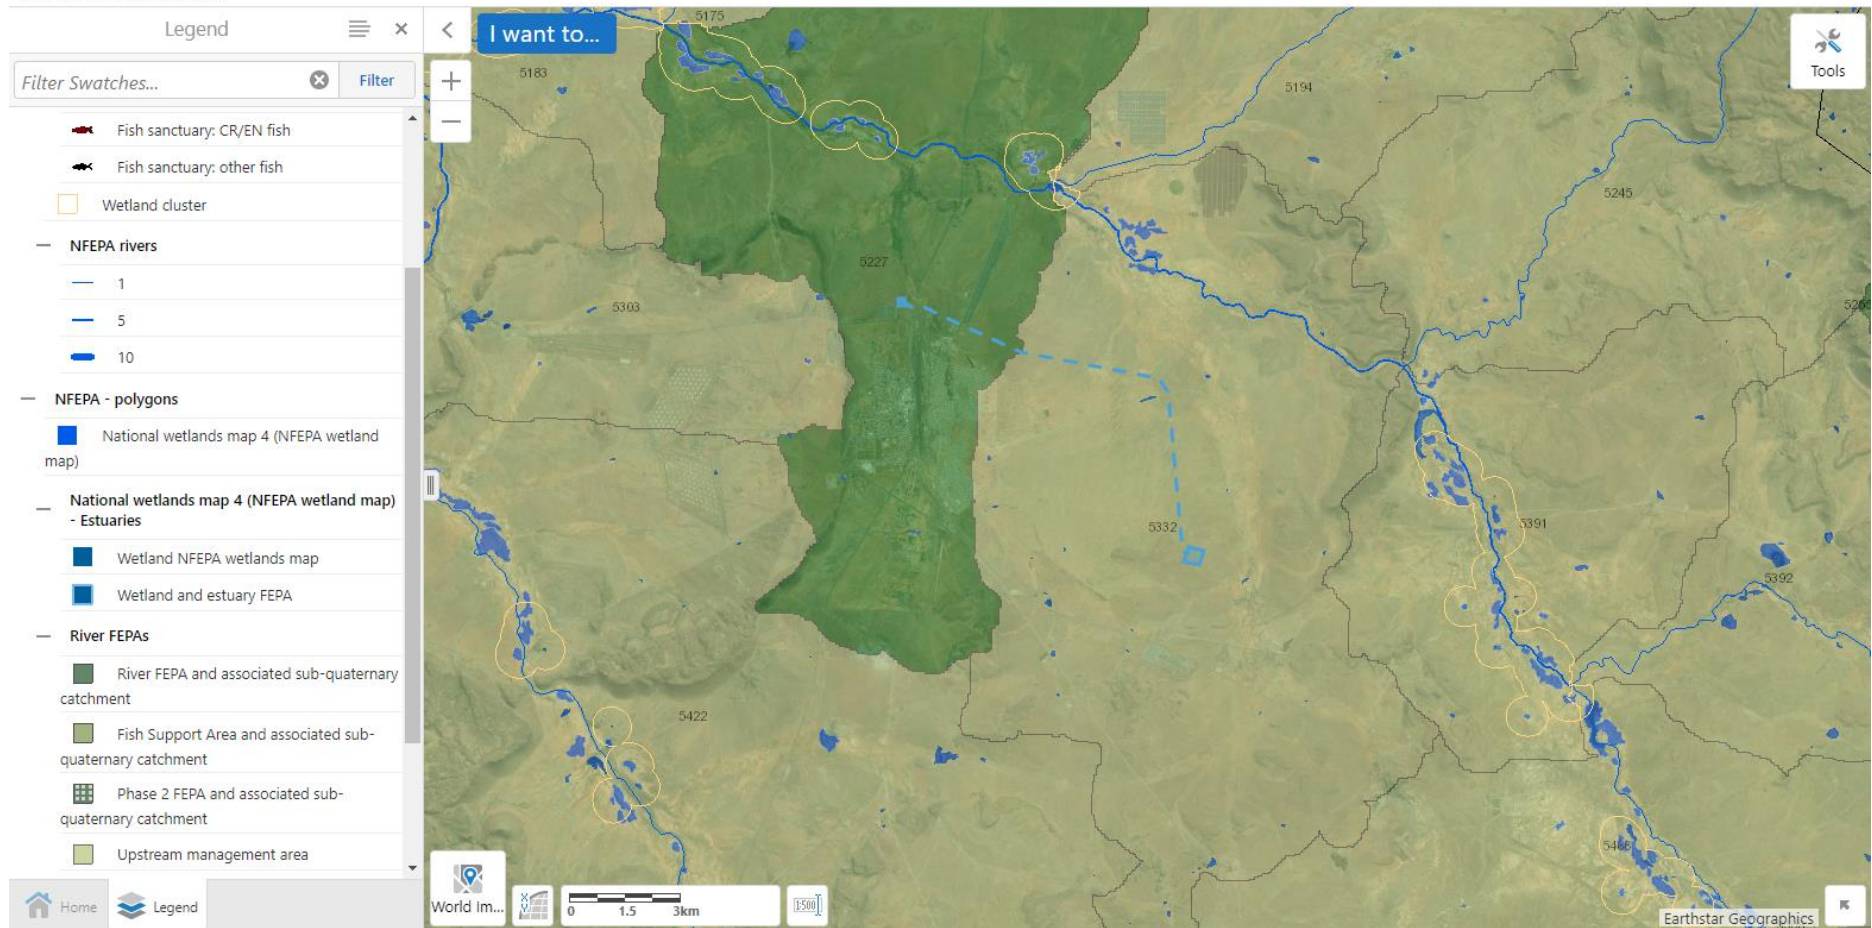 Legend
I want to...
Filter Swatches...
Filter
Tools
Fish sanctuary: CR/EN fish
Fish sanctuary: other fish
Wetland cluster
NFEPA rivers
1
5
10
NFEPA - polygons
National wetlands map 4 (NFEPA wetland
map)
National wetlands map 4 (NFEPA wetland map)
- Estuaries
Wetland NFEPA wetlands map
Wetland and estuary FEPA
River FEPAs
River FEPA and associated sub-quaternary
catchment
Fish Support Area and associated sub-
quaternary catchment
Phase 2 FEPA and associated sub-
quaternary catchment
Upstream management area
Home
Legend
5175
5183
5194
5245
5227
5303
5332
5391
5392
5422
World Im...
0 1.5 3km
1:500
Earthstar Geographics